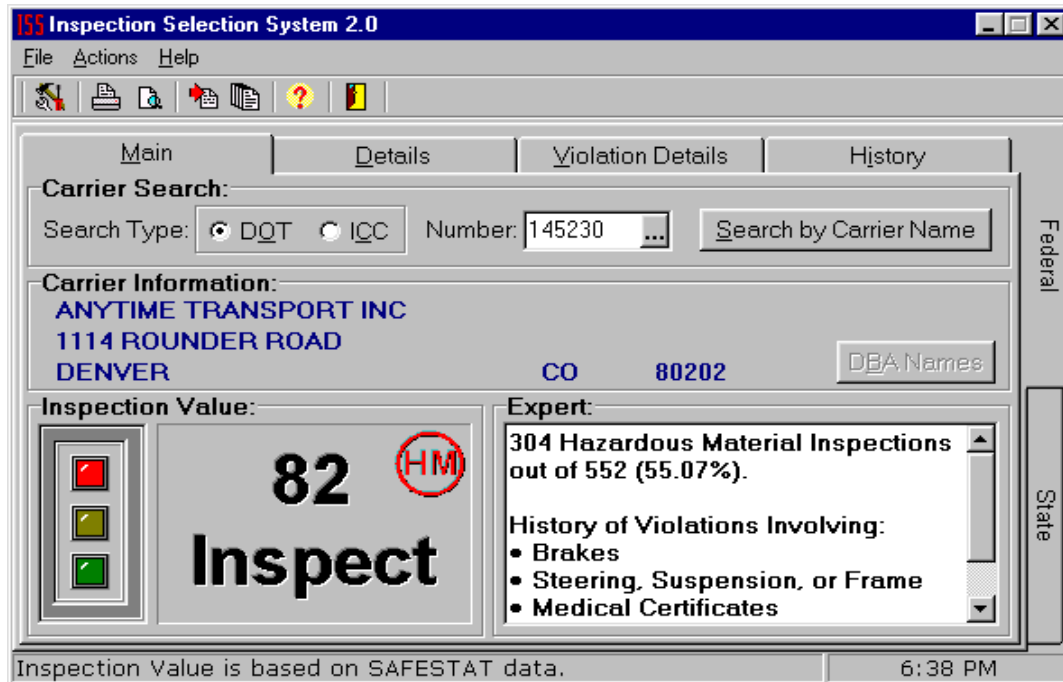 ISS Inspection Selection System 2.0
File Actions Help
Main Details Violation Details History
Carrier Search:
Search Type: DOT ICC Number: 145230 ... Search by Carrier Name
Carrier Information:
ANYTIME TRANSPORT INC
1114 ROUNDER ROAD
DENVER CO 80202
DBA Names
Inspection Value:
82
HM
Inspect
Expert:
304 Hazardous Material Inspections
out of 552 (55.07%).
History of Violations Involving:
• Brakes
• Steering, Suspension, or Frame
• Medical Certificates
Federal
State
Inspection Value is based on SAFESTAT data. 6:38 PM